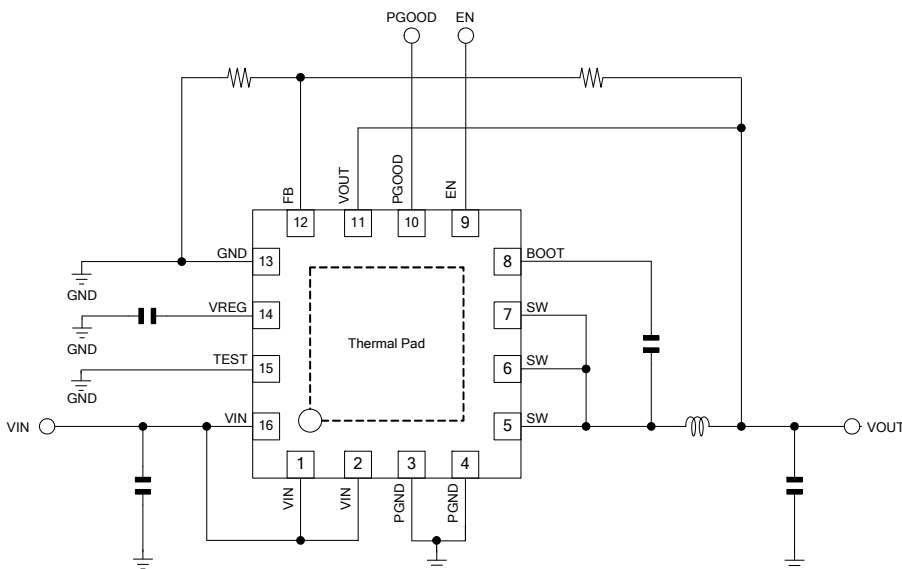 PGOOD EN
FB
VOUT
PGOOD
EN
12 11 10 9
GND 13
GND
8 BOOT
VREG 14
GND
7 SW
Thermal Pad
TEST 15
GND
6 SW
VIN
VIN 16
5 SW
VOUT
1 2 3 4
VIN
VIN
PGND
PGND